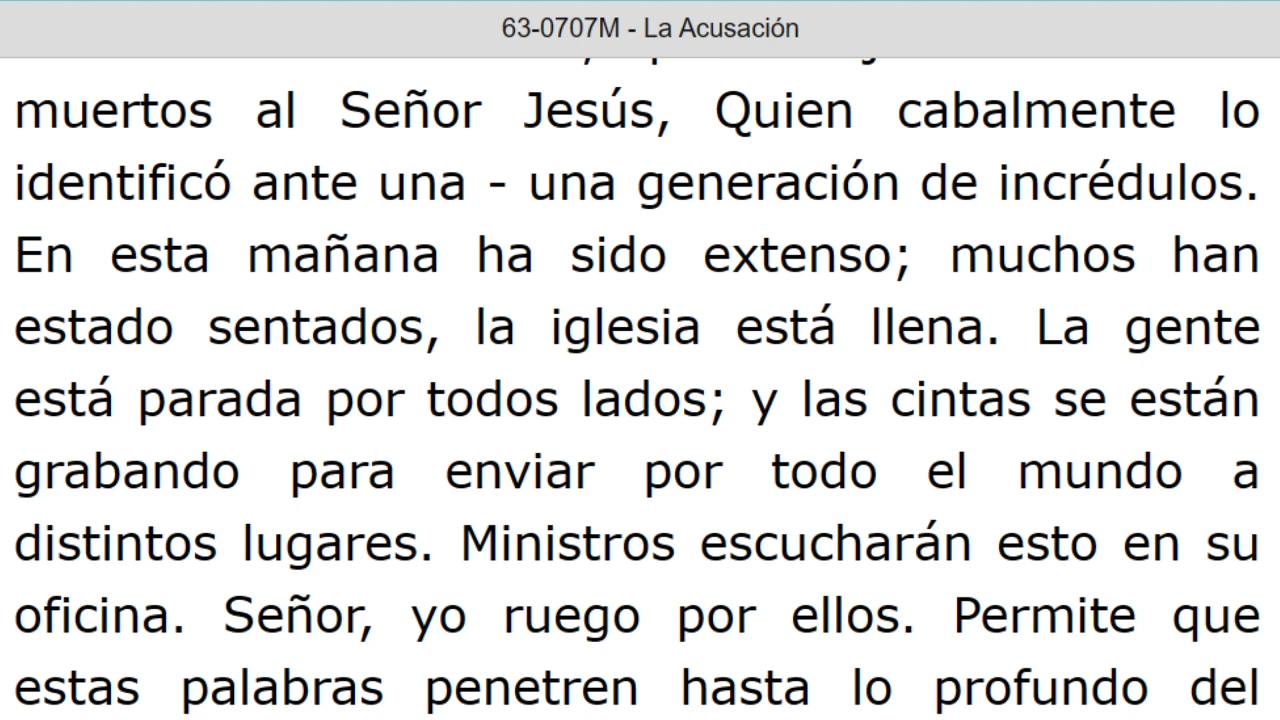 63-0707M - La Acusación
muertos al Señor Jesús, Quien cabalmente lo
identificó ante una - una generación de incrédulos.
En esta mañana ha sido extenso; muchos han
estado sentados, la iglesia está llena. La gente
está parada por todos lados; y las cintas se están
grabando para enviar por todo el mundo a
distintos lugares. Ministros escucharán esto en su
oficina. Señor, yo ruego por ellos. Permite que
estas palabras penetren hasta lo profundo del